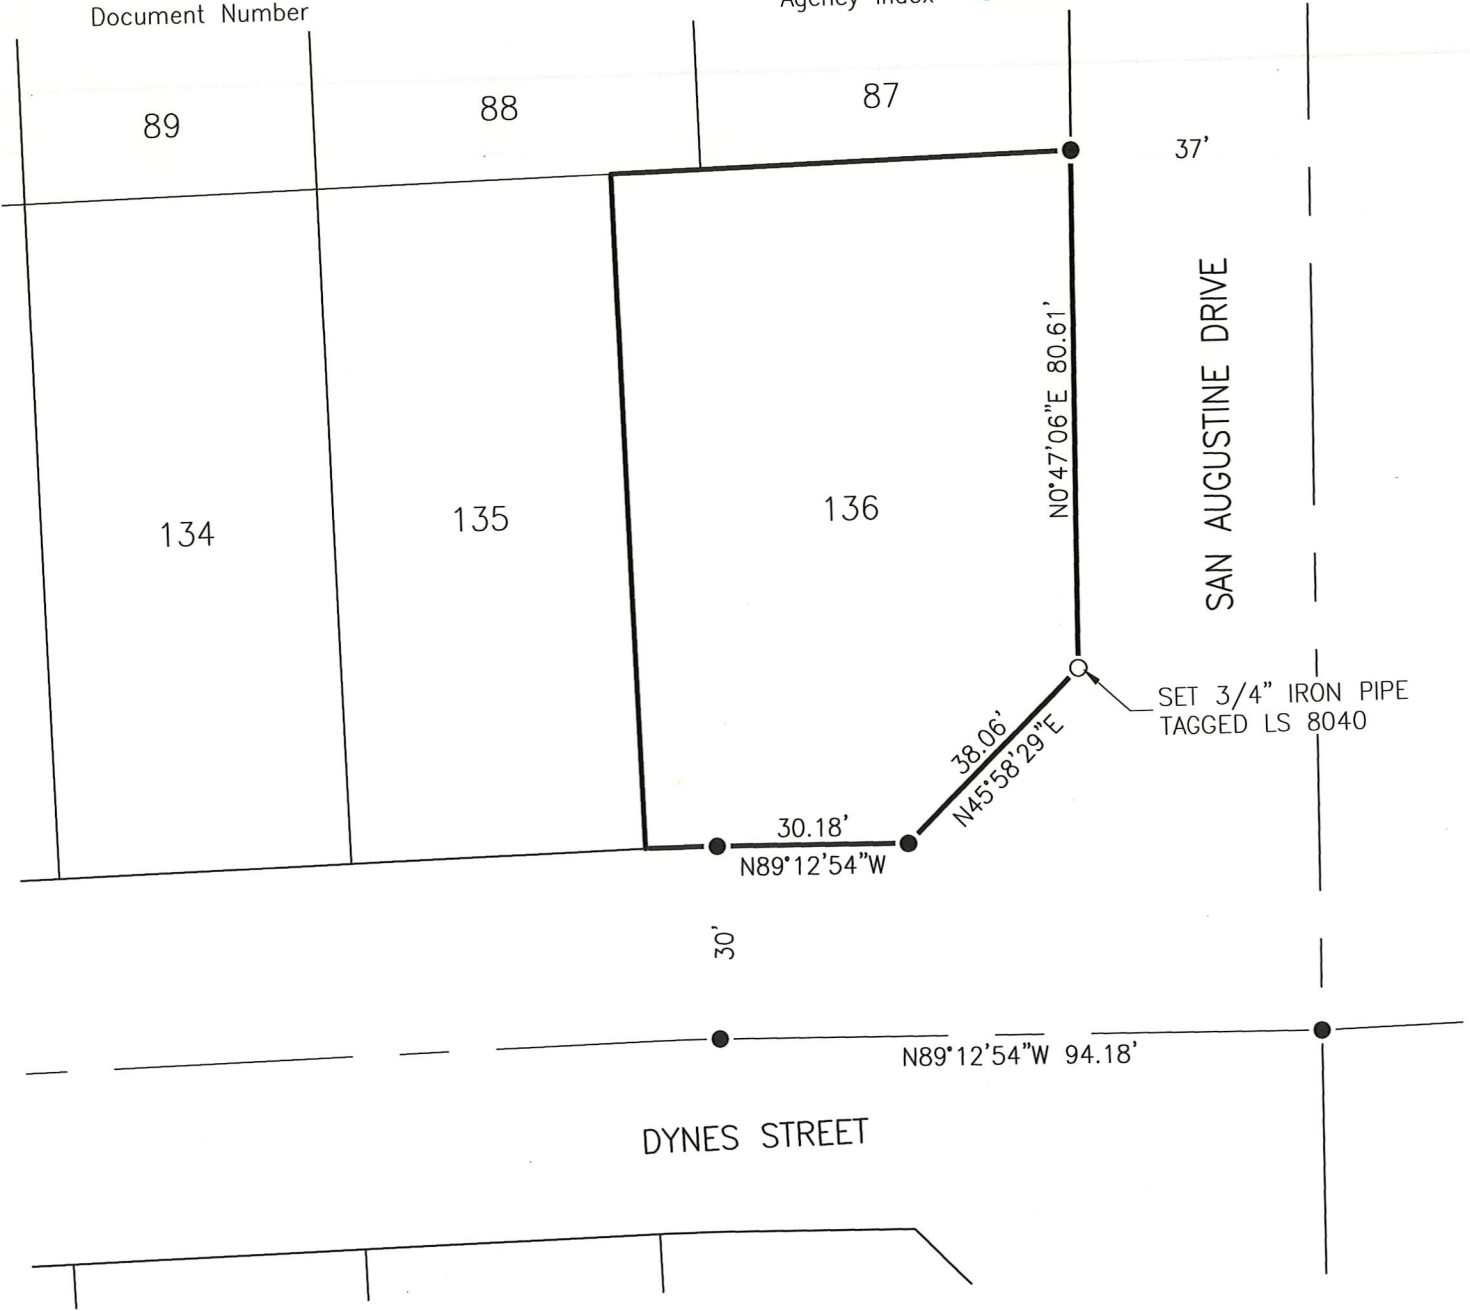 Document Number
89
88
87
37'
N0°47'06"E 80.61'
SAN AUGUSTINE DRIVE
134
135
136
SET 3/4" IRON PIPE
TAGGED LS 8040
38.06'
N45°58'29"E
30.18'
N89°12'54"W
30'
N89°12'54"W 94.18'
DYNES STREET